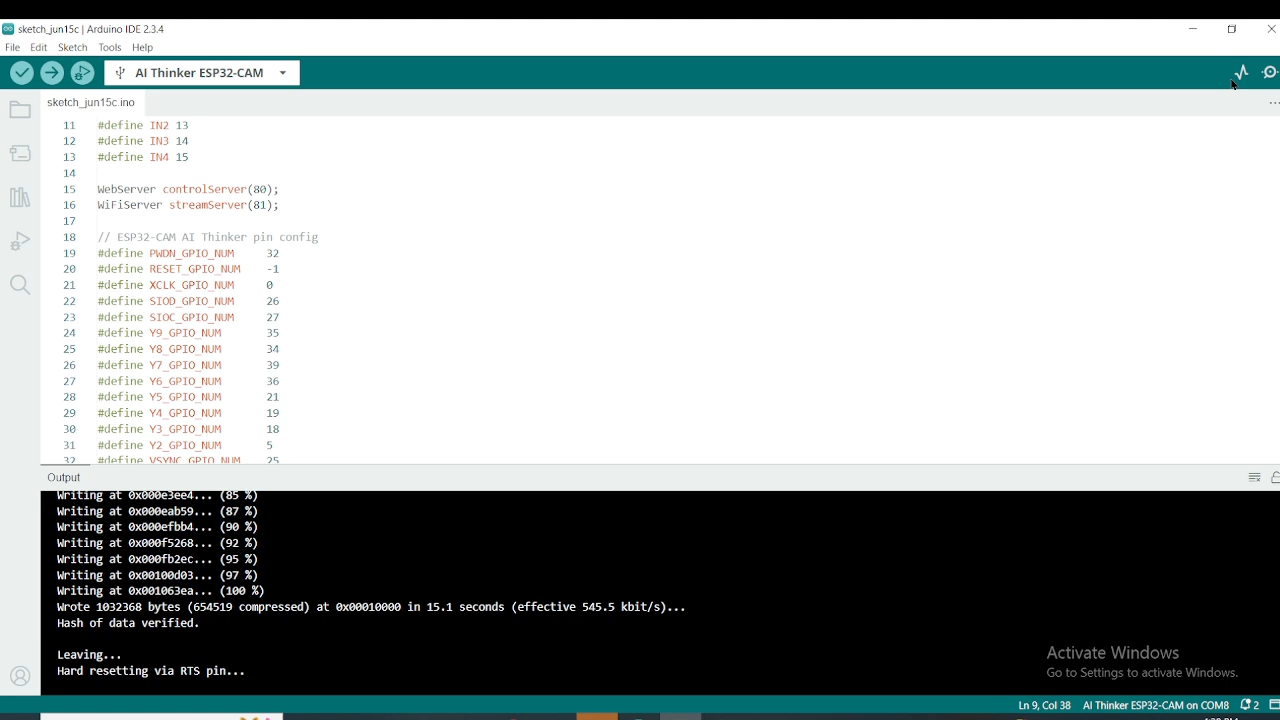 sketch_jun15c | Arduino IDE 2.3.4
File Edit Sketch Tools Help
AI Thinker ESP32-CAM
sketch_jun15c.ino
11 #define IN2 13
12 #define IN3 14
13 #define IN4 15
14
15 WebServer controlServer(80);
16 WiFiServer streamServer(81);
17
18 // ESP32-CAM AI Thinker pin config
19 #define PWDN_GPIO_NUM 32
20 #define RESET_GPIO_NUM -1
21 #define XCLK_GPIO_NUM 0
22 #define SIOD_GPIO_NUM 26
23 #define SIOC_GPIO_NUM 27
24 #define Y9_GPIO_NUM 35
25 #define Y8_GPIO_NUM 34
26 #define Y7_GPIO_NUM 39
27 #define Y6_GPIO_NUM 36
28 #define Y5_GPIO_NUM 21
29 #define Y4_GPIO_NUM 19
30 #define Y3_GPIO_NUM 18
31 #define Y2_GPIO_NUM 5
32 #define VSYNC_GPIO_NUM 25
Output
Writing at 0x000e3ee4... (85 %)
Writing at 0x000eab59... (87 %)
Writing at 0x000efbb4... (90 %)
Writing at 0x000f5268... (92 %)
Writing at 0x000fb2ec... (95 %)
Writing at 0x00100d03... (97 %)
Writing at 0x001063ea... (100 %)
Wrote 1032368 bytes (654519 compressed) at 0x00010000 in 15.1 seconds (effective 545.5 kbit/s)...
Hash of data verified.
Leaving...
Hard resetting via RTS pin...
Activate Windows
Go to Settings to activate Windows.
Ln 9, Col 38 AI Thinker ESP32-CAM on COM8 2